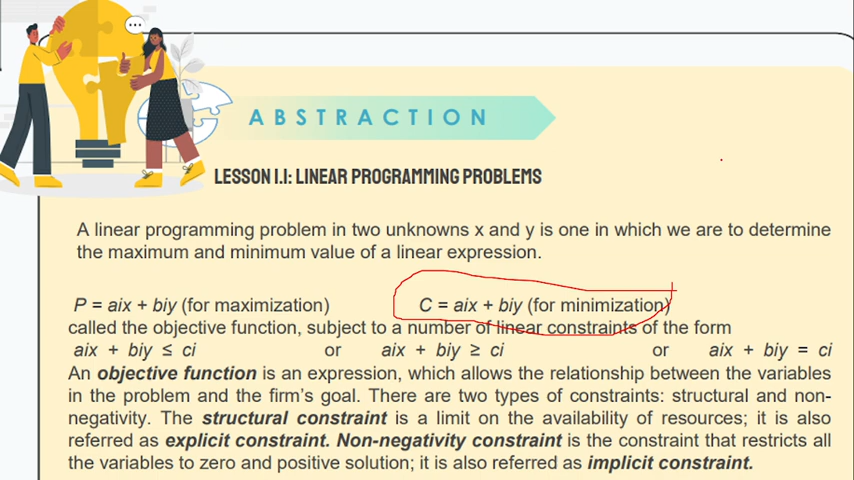 ABSTRACTION
LESSON 1.1: LINEAR PROGRAMMING PROBLEMS
A linear programming problem in two unknowns x and y is one in which we are to determine
the maximum and minimum value of a linear expression.
P = aix + biy (for maximization) C = aix + biy (for minimization)
called the objective function, subject to a number of linear constraints of the form
aix + biy ≤ ci or aix + biy ≥ ci or aix + biy = ci
An objective function is an expression, which allows the relationship between the variables
in the problem and the firm's goal. There are two types of constraints: structural and non-
negativity. The structural constraint is a limit on the availability of resources; it is also
referred as explicit constraint. Non-negativity constraint is the constraint that restricts all
the variables to zero and positive solution; it is also referred as implicit constraint.